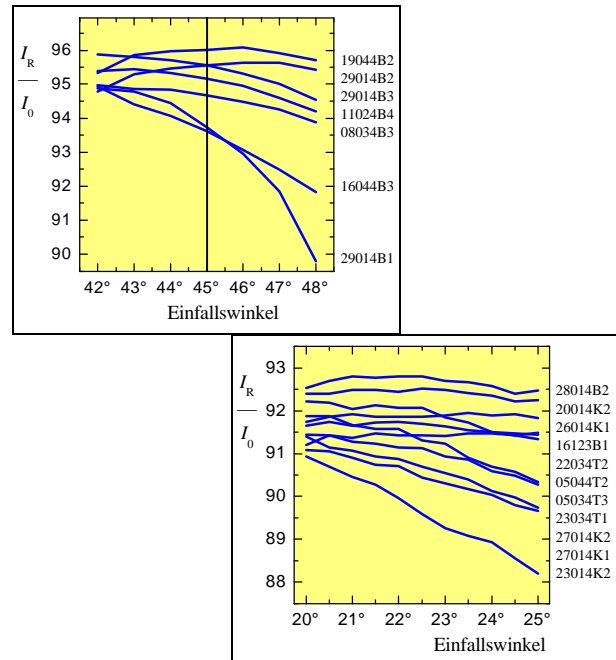 I_R
I_0
96
95
94
93
92
91
90
42° 43° 44° 45° 46° 47° 48°
Einfallswinkel
19044B2
29014B2
29014B3
11024B4
08034B3
16044B3
29014B1
I_R
I_0
93
92
91
90
89
88
20° 21° 22° 23° 24° 25°
Einfallswinkel
28014B2
20014K2
26014K1
16123B1
22034T2
05044T2
05034T3
23034T1
27014K2
27014K1
23014K2